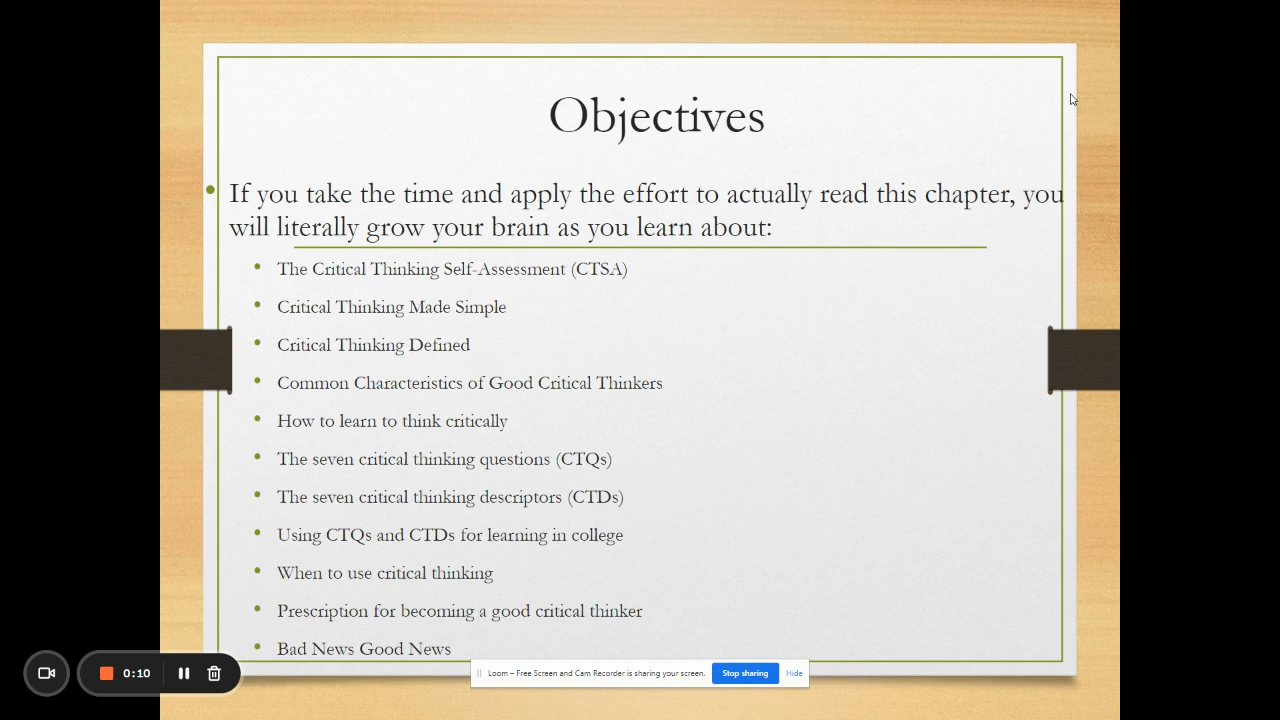 Objectives
If you take the time and apply the effort to actually read this chapter, you
will literally grow your brain as you learn about:
The Critical Thinking Self-Assessment (CTSA)
Critical Thinking Made Simple
Critical Thinking Defined
Common Characteristics of Good Critical Thinkers
How to learn to think critically
The seven critical thinking questions (CTQs)
The seven critical thinking descriptors (CTDs)
Using CTQs and CTDs for learning in college
When to use critical thinking
Prescription for becoming a good critical thinker
Bad News Good News
0:10
Loom – Free Screen and Cam Recorder is sharing your screen. Stop sharing Hide